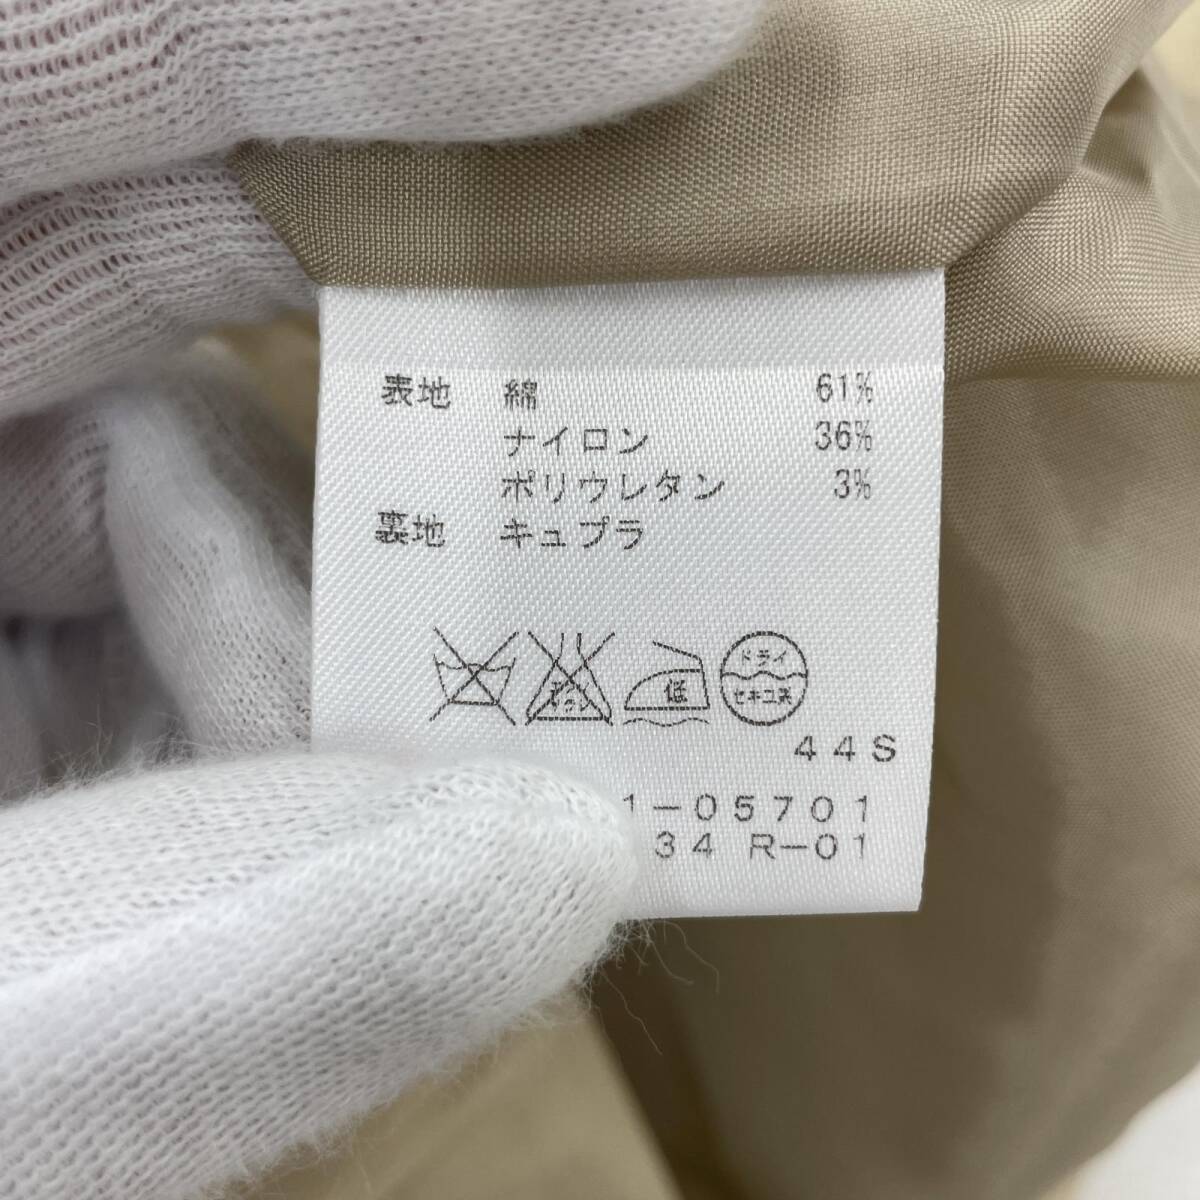 表地 綿 61%
ナイロン 36%
ポリウレタン 3%
裏地 キュプラ
低
ドライ
セキユ系
44S
1-05701
34 R-01